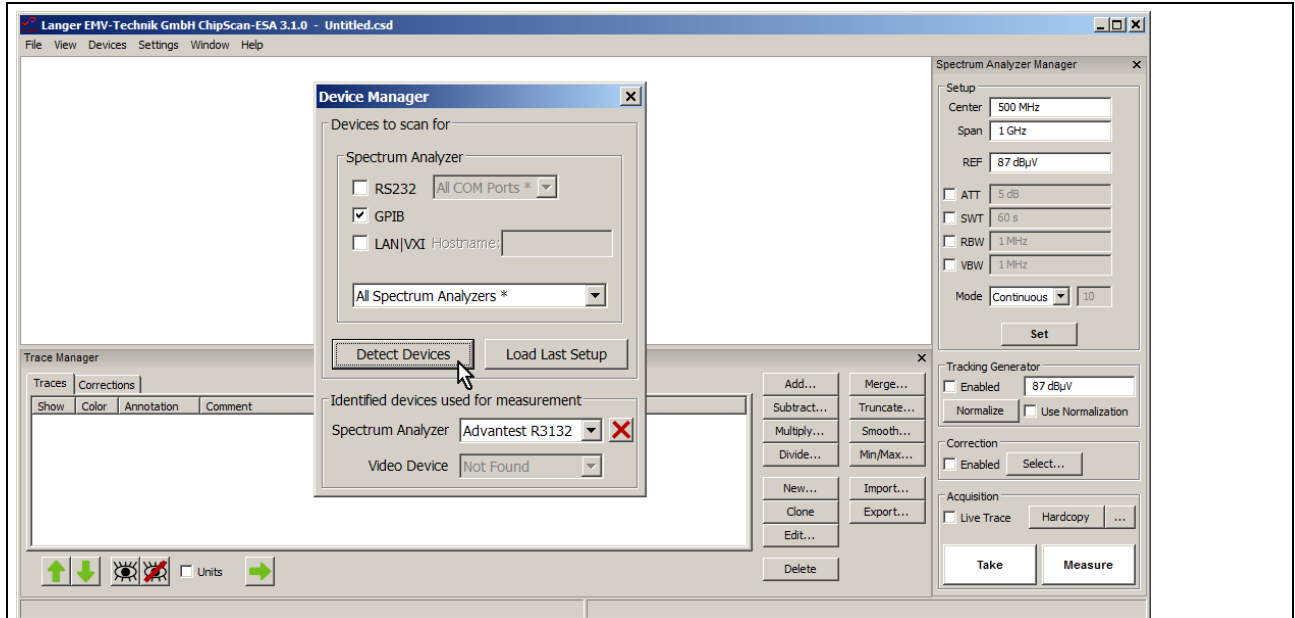 Langer EMV-Technik GmbH ChipScan-ESA 3.1.0 - Untitled.csd
File View Devices Settings Window Help
Device Manager
Devices to scan for
Spectrum Analyzer
RS232 All COM Ports *
GPIB
LAN|VXI Hostname:
All Spectrum Analyzers *
Detect Devices Load Last Setup
Identified devices used for measurement
Spectrum Analyzer Advantest R3132
Video Device Not Found
Spectrum Analyzer Manager
Setup
Center 500 MHz
Span 1 GHz
REF 87 dBµV
ATT 5 dB
SWT 60 s
RBW 1 MHz
VBW 1 MHz
Mode Continuous 10
Set
Tracking Generator
Enabled 87 dBµV
Normalize Use Normalization
Correction
Enabled Select...
Acquisition
Live Trace Hardcopy ...
Take Measure
Trace Manager
Traces Corrections
Show Color Annotation Comment
Add... Merge...
Subtract... Truncate...
Multiply... Smooth...
Divide... Min/Max...
New... Import...
Clone Export...
Edit...
Delete
Units